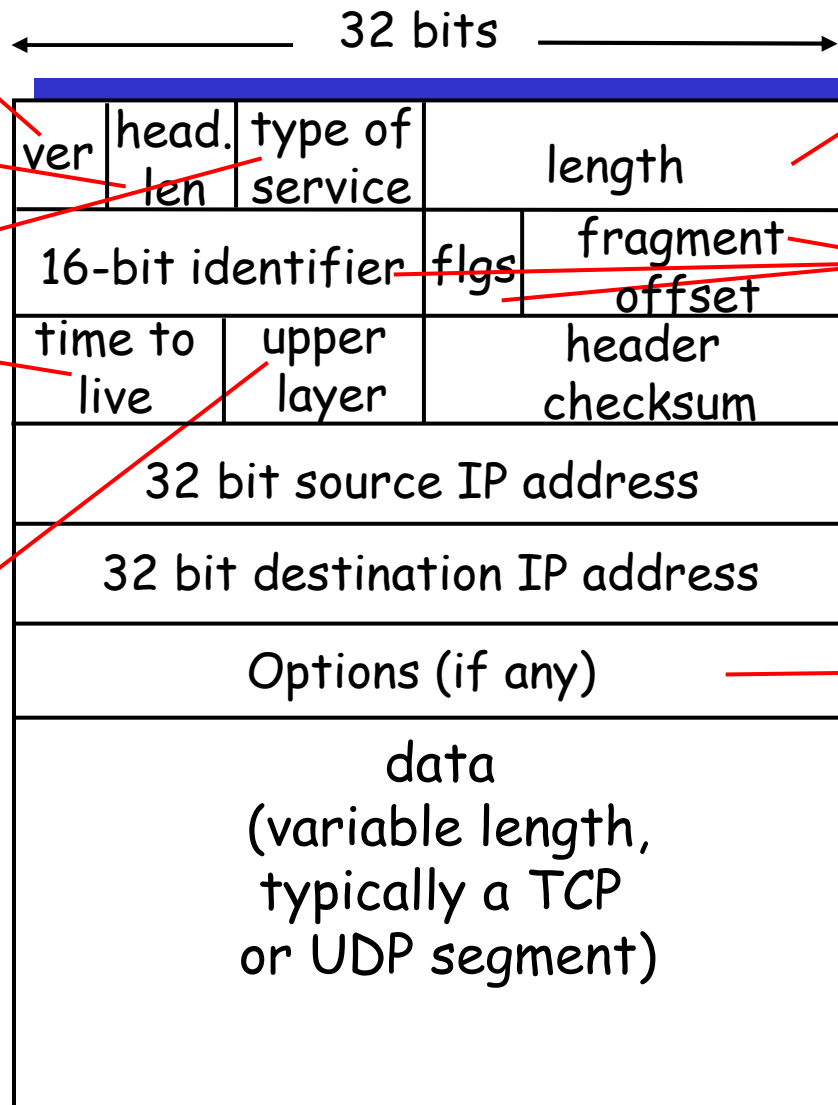 32 bits
ver
head.
len
type of
service
length
16-bit identifier
flgs
fragment
offset
time to
live
upper
layer
header
checksum
32 bit source IP address
32 bit destination IP address
Options (if any)
data
(variable length,
typically a TCP
or UDP segment)